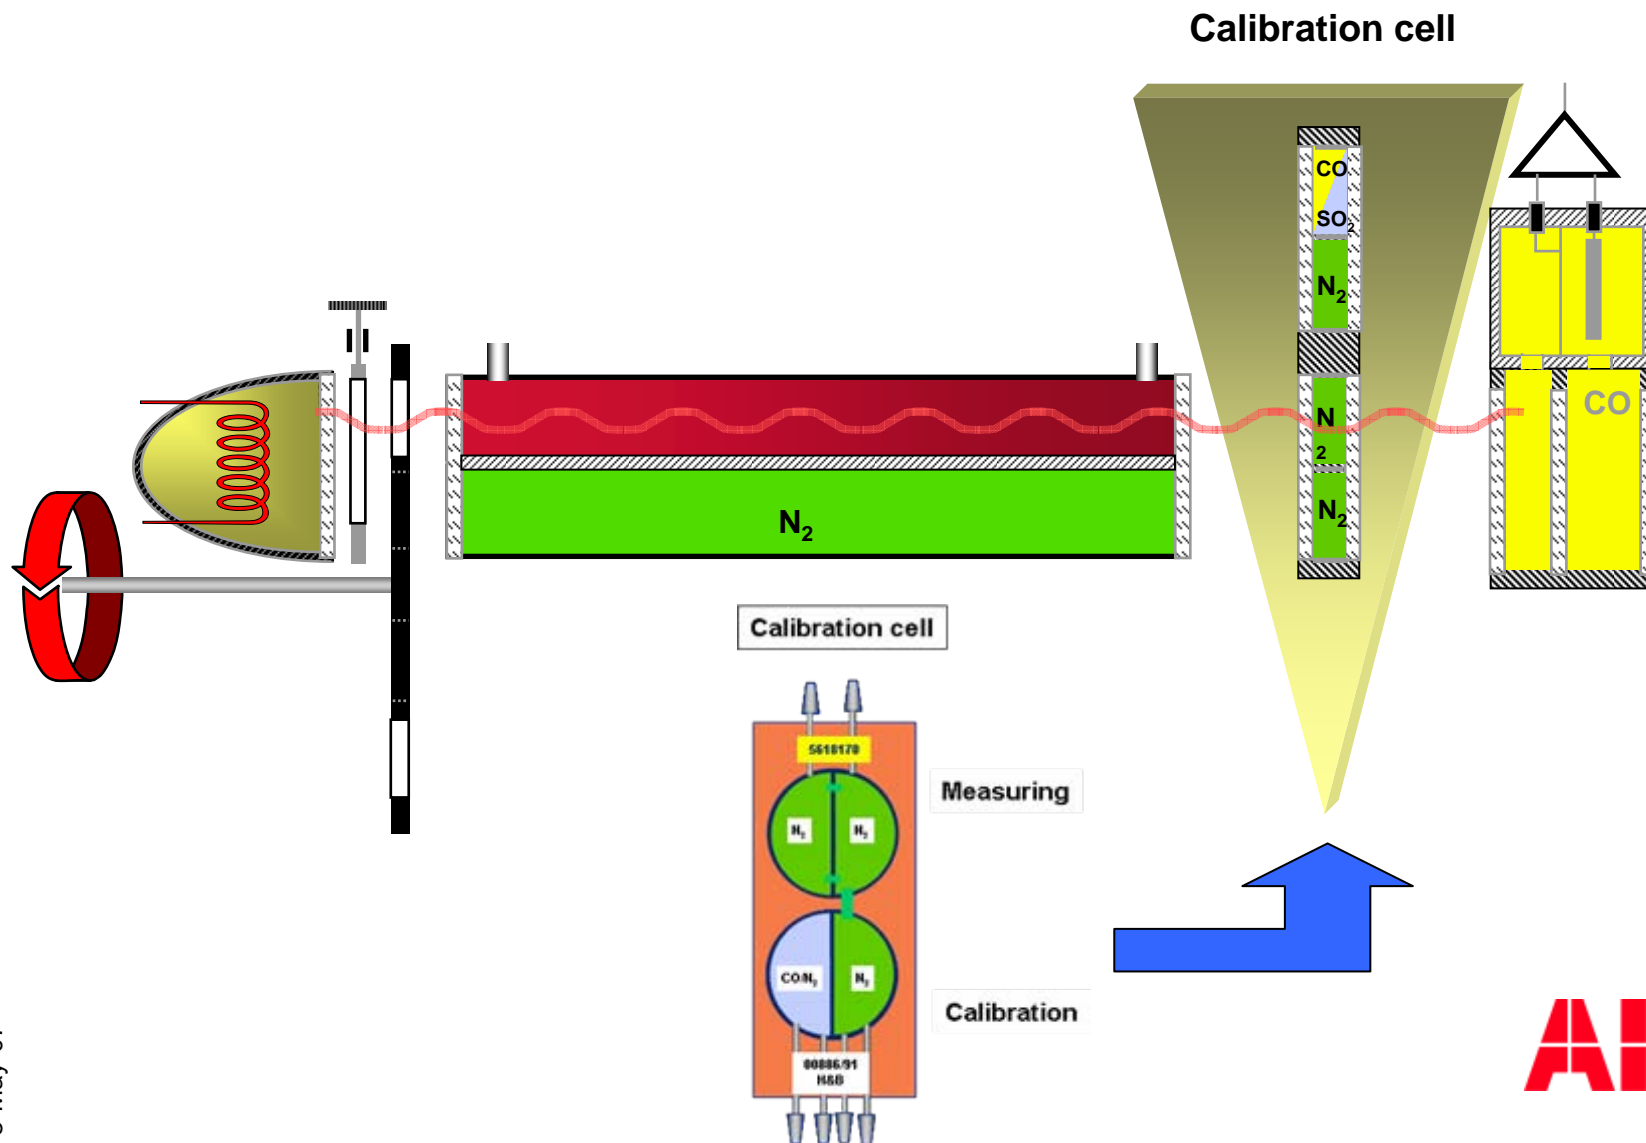 Calibration cell
CO
SO₂
N₂
N
2
N₂
CO
N₂
Calibration cell
5618170
Measuring
N₂ N₂
CO/N₂ N₂
Calibration
00886/91
H&B